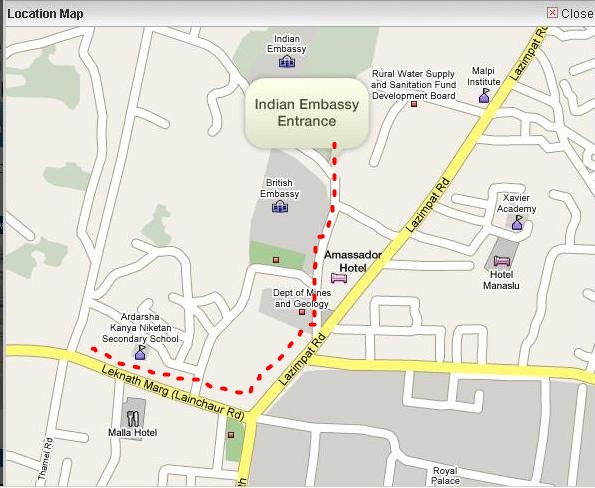 Location Map
Close
Indian
Embassy
Lazimpat Rd
Rural Water Supply
and Sanitation Fund
Development Board
Malpi
Institute
Indian Embassy
Entrance
British
Embassy
Lazimpat Rd
Xavier
Academy
Amassador
Hotel
Hotel
Manaslu
Dept of Mines
and Geology
Ardarsha
Kanya Niketan
Secondary School
Lazimpat Rd
Leknath Marg (Lainchaur Rd)
Malla Hotel
Thamel Rd
Royal
Palace